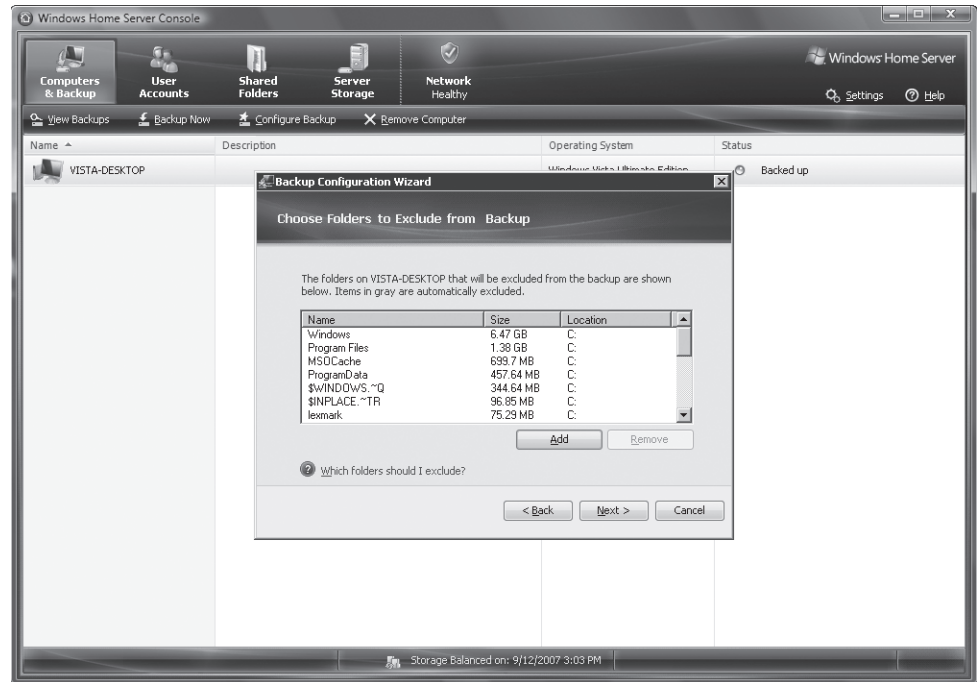 Windows Home Server Console
Computers & Backup
User Accounts
Shared Folders
Server Storage
Network Healthy
Windows Home Server
Settings
Help
View Backups
Backup Now
Configure Backup
Remove Computer
Name
Description
Operating System
Status
VISTA-DESKTOP
Windows Vista Ultimate Edition
Backed up
Backup Configuration Wizard
Choose Folders to Exclude from Backup
The folders on VISTA-DESKTOP that will be excluded from the backup are shown
below. Items in gray are automatically excluded.
Name Size Location
Windows 6.47 GB C:
Program Files 1.38 GB C:
MSOCache 699.7 MB C:
ProgramData 457.64 MB C:
$WINDOWS.~Q 344.64 MB C:
$INPLACE.~TR 96.85 MB C:
lexmark 75.29 MB C:
Add
Remove
Which folders should I exclude?
< Back
Next >
Cancel
Storage Balanced on: 9/12/2007 3:03 PM